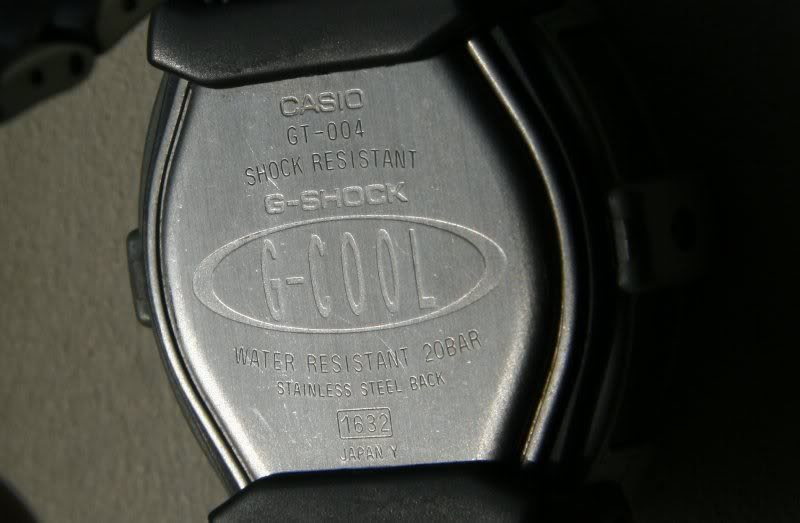 CASIO
GT-004
SHOCK RESISTANT
G-SHOCK
G-COOL
WATER RESISTANT 20BAR
STAINLESS STEEL BACK
1632
JAPAN Y